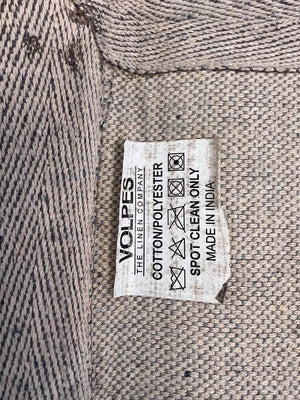 VOLPES
THE LINEN COMPANY
COTTON/POLYESTER
SPOT CLEAN ONLY
MADE IN INDIA